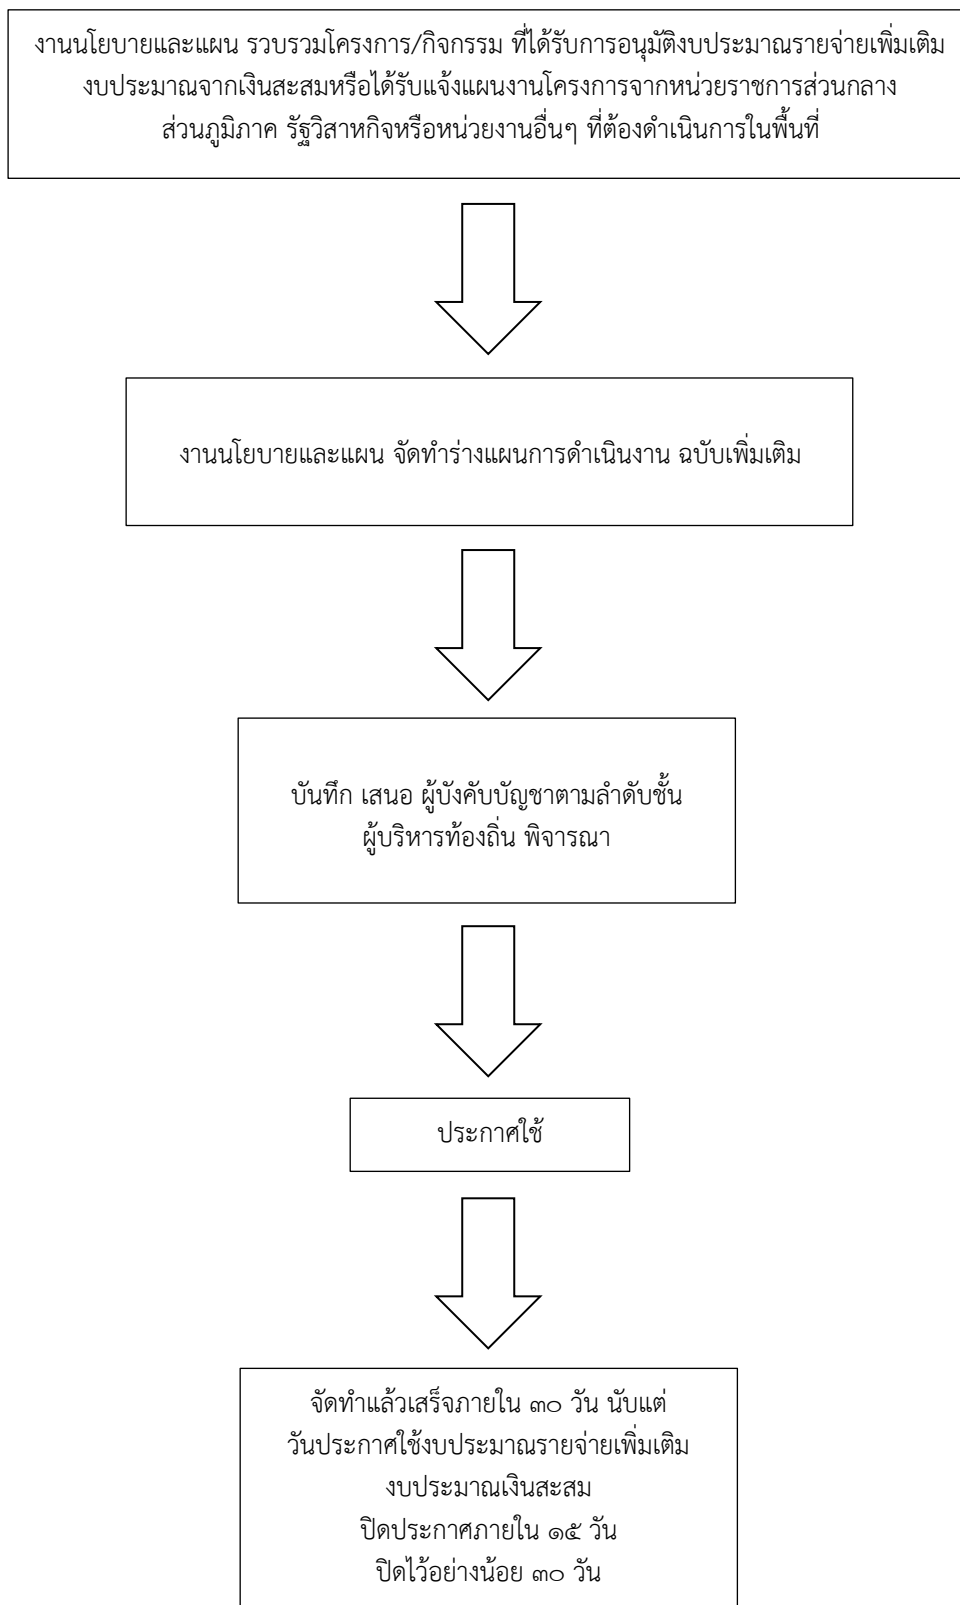 งานนโยบายและแผน รวบรวมโครงการ/กิจกรรม ที่ได้รับการอนุมัติงบประมาณรายจ่ายเพิ่มเติม
งบประมาณจากเงินสะสมหรือได้รับแจ้งแผนงานโครงการจากหน่วยราชการส่วนกลาง
ส่วนภูมิภาค รัฐวิสาหกิจหรือหน่วยงานอื่นๆ ที่ต้องดำเนินการในพื้นที่
งานนโยบายและแผน จัดทำร่างแผนการดำเนินงาน ฉบับเพิ่มเติม
บันทึก เสนอ ผู้บังคับบัญชาตามลำดับชั้น
ผู้บริหารท้องถิ่น พิจารณา
ประกาศใช้
จัดทำแล้วเสร็จภายใน ๓๐ วัน นับแต่
วันประกาศใช้งบประมาณรายจ่ายเพิ่มเติม
งบประมาณเงินสะสม
ปิดประกาศภายใน ๑๕ วัน
ปิดไว้อย่างน้อย ๓๐ วัน